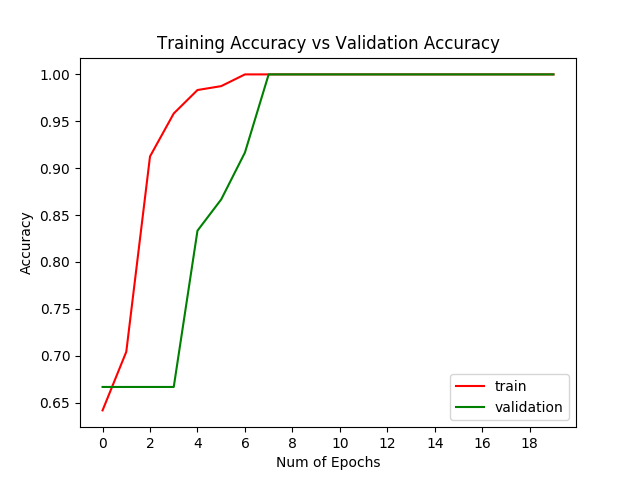 Training Accuracy vs Validation Accuracy
1.00
0.95
0.90
0.85
0.80
0.75
0.70
0.65
Accuracy
train
validation
0 2 4 6 8 10 12 14 16 18
Num of Epochs